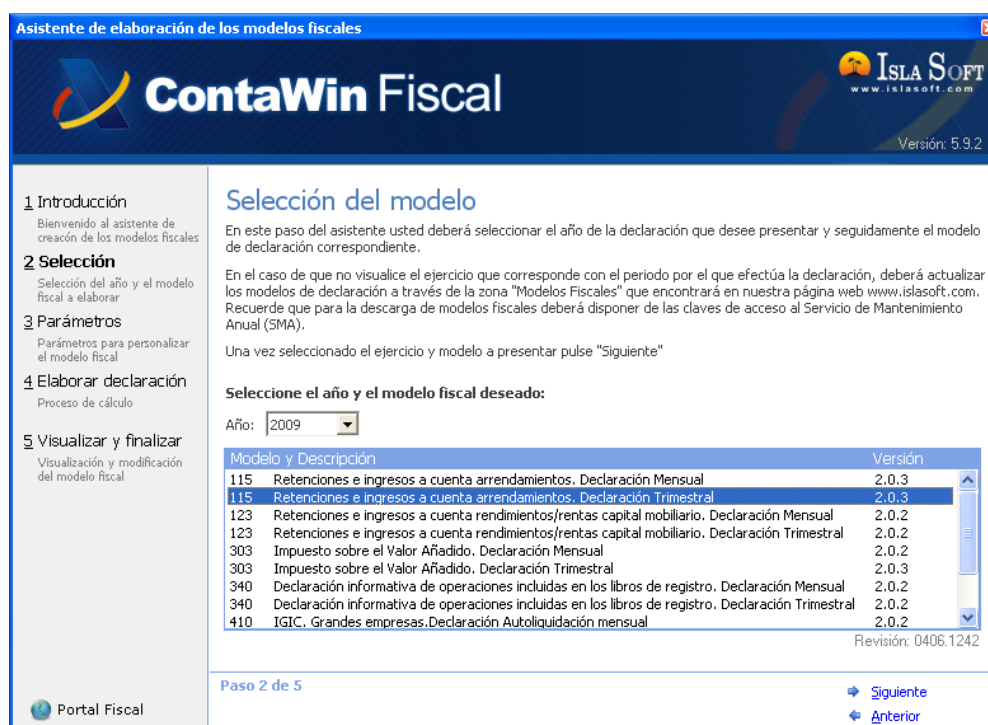 Asistente de elaboración de los modelos fiscales
ContaWin Fiscal
ISLA SOFT
www.islasoft.com
Versión: 5.9.2
1 Introducción
Bienvenido al asistente de
creacón de los modelos fiscales
2 Selección
Selección del año y el modelo
fiscal a elaborar
3 Parámetros
Parámetros para personalizar
el modelo fiscal
4 Elaborar declaración
Proceso de cálculo
5 Visualizar y finalizar
Visualización y modificación
del modelo fiscal
Portal Fiscal
Selección del modelo
En este paso del asistente usted deberá seleccionar el año de la declaración que desee presentar y seguidamente el modelo
de declaración correspondiente.
En el caso de que no visualice el ejercicio que corresponde con el periodo por el que efectúa la declaración, deberá actualizar
los modelos de declaración a través de la zona "Modelos Fiscales" que encontrará en nuestra página web www.islasoft.com.
Recuerde que para la descarga de modelos fiscales deberá disponer de las claves de acceso al Servicio de Mantenimiento
Anual (SMA).
Una vez seleccionado el ejercicio y modelo a presentar pulse "Siguiente"
Seleccione el año y el modelo fiscal deseado:
Año: 2009
Modelo y Descripción Versión
115 Retenciones e ingresos a cuenta arrendamientos. Declaración Mensual 2.0.3
115 Retenciones e ingresos a cuenta arrendamientos. Declaración Trimestral 2.0.3
123 Retenciones e ingresos a cuenta rendimientos/rentas capital mobiliario. Declaración Mensual 2.0.2
123 Retenciones e ingresos a cuenta rendimientos/rentas capital mobiliario. Declaración Trimestral 2.0.2
303 Impuesto sobre el Valor Añadido. Declaración Mensual 2.0.2
303 Impuesto sobre el Valor Añadido. Declaración Trimestral 2.0.3
340 Declaración informativa de operaciones incluidas en los libros de registro. Declaración Mensual 2.0.2
340 Declaración informativa de operaciones incluidas en los libros de registro. Declaración Trimestral 2.0.2
410 IGIC. Grandes empresas.Declaración Autoliquidación mensual 2.0.2
Revisión: 0406.1242
Paso 2 de 5
Siguiente
Anterior